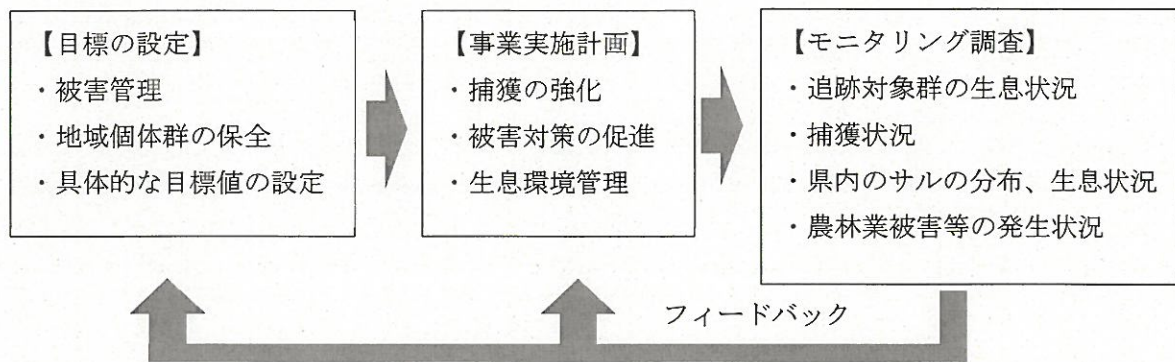 【目標の設定】
・被害管理
・地域個体群の保全
・具体的な目標値の設定
【事業実施計画】
・捕獲の強化
・被害対策の促進
・生息環境管理
【モニタリング調査】
・追跡対象群の生息状況
・捕獲状況
・県内のサルの分布、生息状況
・農林業被害等の発生状況
フィードバック